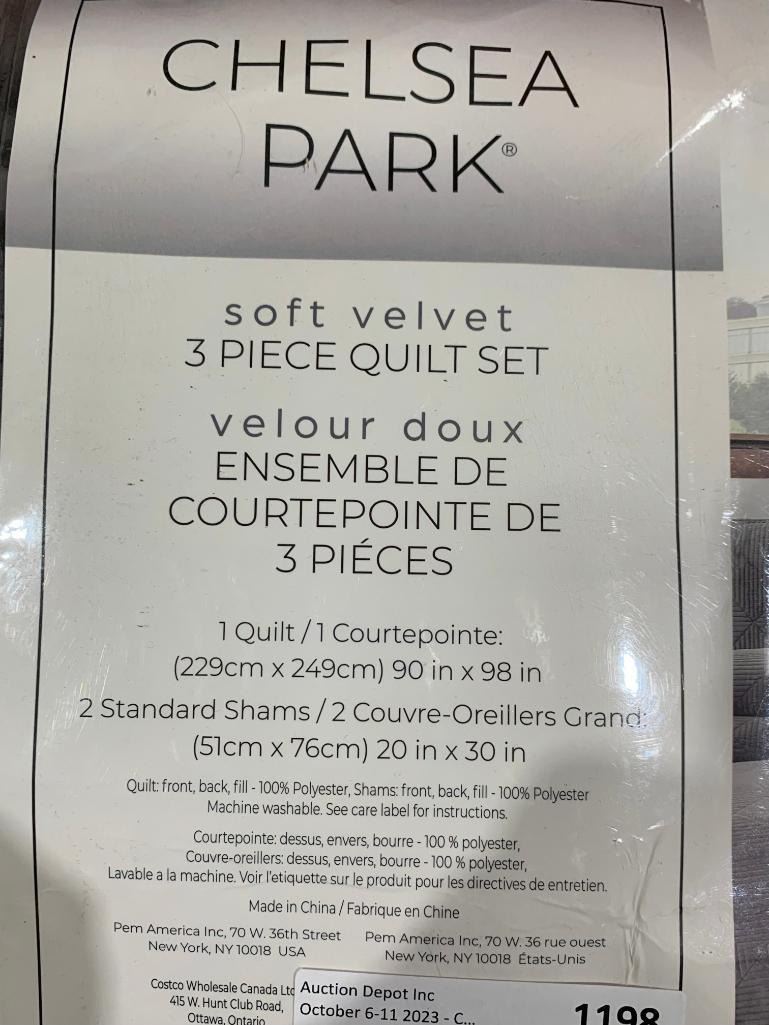 CHELSEA
PARK®
soft velvet
3 PIECE QUILT SET
velour doux
ENSEMBLE DE
COURTEPOINTE DE
3 PIÉCES
1 Quilt / 1 Courtepointe:
(229cm x 249cm) 90 in x 98 in
2 Standard Shams / 2 Couvre-Oreillers Grand:
(51cm x 76cm) 20 in x 30 in
Quilt: front, back, fill - 100% Polyester, Shams: front, back, fill - 100% Polyester
Machine washable. See care label for instructions.
Courtepointe: dessus, envers, bourre - 100 % polyester,
Couvre-oreillers: dessus, envers, bourre - 100 % polyester,
Lavable a la machine. Voir l'etiquette sur le produit pour les directives de entretien.
Made in China / Fabrique en Chine
Pem America Inc, 70 W. 36th Street
New York, NY 10018 USA
Pem America Inc, 70 W. 36 rue ouest
New York, NY 10018 États-Unis
Costco Wholesale Canada Ltd
415 W. Hunt Club Road,
Ottawa, Ontario
Auction Depot Inc
October 6-11 2023 - C...
1198